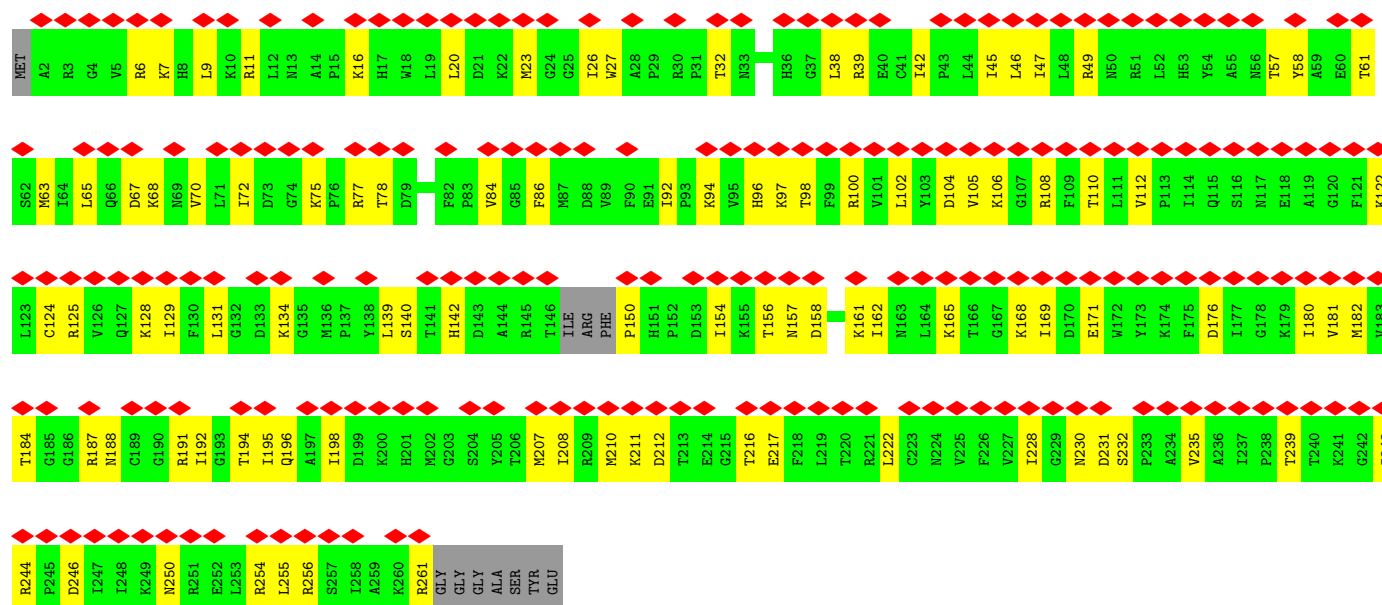 MET A2 R3 G4 V5 R6 K7 H8 L9 K10 R11 L12 N13 A14 P15 K16 H17 W18 L19 L20 D21 K22 M23 G24 G25 I26 W27 A28 P29 R30 P31 T32 N33 H36 G37 L38 R39 E40 C41 I42 P43 L44 I45 L46 I47 L48 R49 N50 R51 L52 H53 Y54 A55 N56 T57 Y58 A59 E60 T61
S62 M63 I64 L65 Q66 D67 K68 N69 V70 L71 I72 D73 G74 K75 P76 R77 T78 D79 F82 P83 V84 G85 F86 M87 D88 V89 F90 E91 I92 P93 K94 V95 H96 K97 T98 F99 R100 V101 L102 Y103 D104 V105 K106 G107 R108 F109 T110 L111 V112 P113 I114 Q115 S116 N117 E118 A119 G120 F121 K122
L123 C124 R125 V126 Q127 K128 I129 F130 L131 G132 D133 K134 G135 M136 P137 Y138 L139 S140 T141 H142 D143 A144 R145 T146 ILE ARG PHE P150 H151 P152 D153 I154 K155 T156 N157 D158 K161 I162 N163 L164 K165 T166 G167 K168 I169 D170 E171 W172 Y173 K174 F175 D176 I177 G178 K179 I180 V181 M182 V183
T184 G185 G186 R187 N188 C189 G190 R191 I192 G193 T194 I195 Q196 A197 I198 D199 K200 H201 M202 G203 S204 Y205 T206 M207 I208 R209 M210 K211 D212 T213 E214 G215 T216 E217 F218 L219 T220 R221 L222 C223 N224 V225 F226 V227 I228 G229 N230 D231 S232 P233 A234 V235 A236 I237 P238 T239 T240 K241 G242
R244 P245 D246 I247 I248 K249 N250 R251 E252 L253 R254 L255 R256 S257 I258 A259 K260 R261 GLY GLY GLY ALA SER TYR GLU